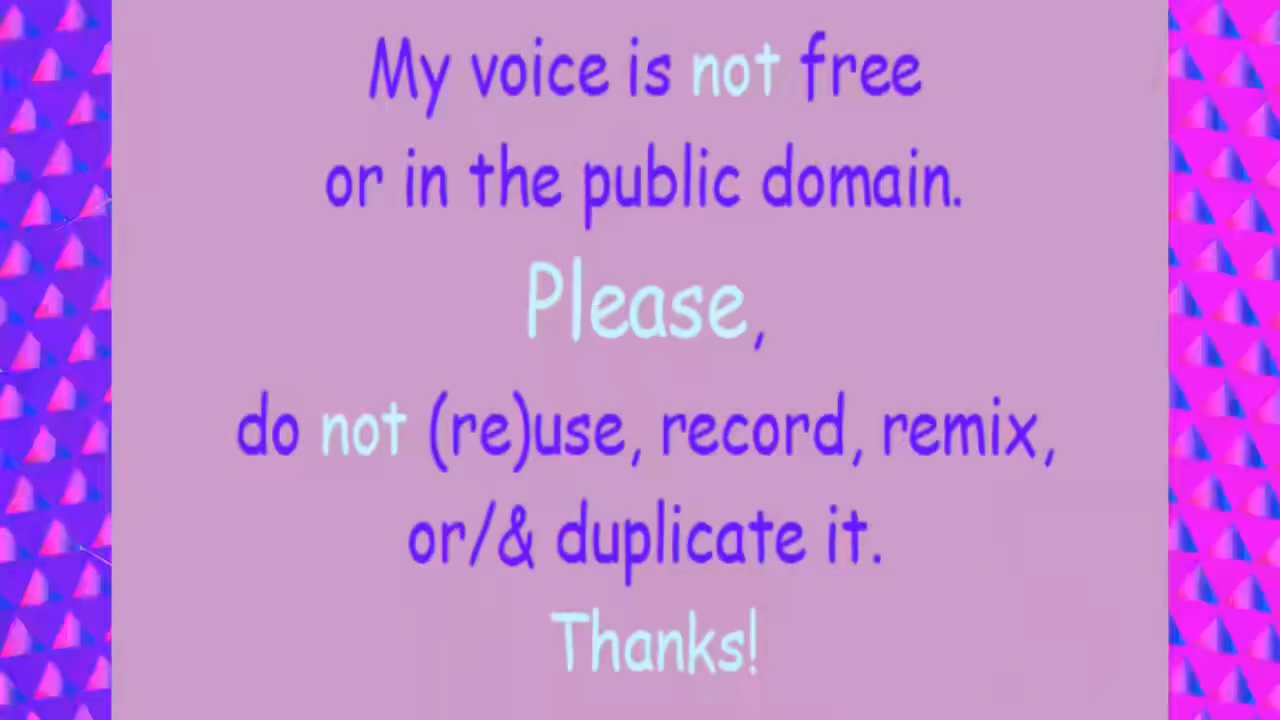 My voice is not free
or in the public domain.
Please,
do not (re)use, record, remix,
or/& duplicate it.
Thanks!